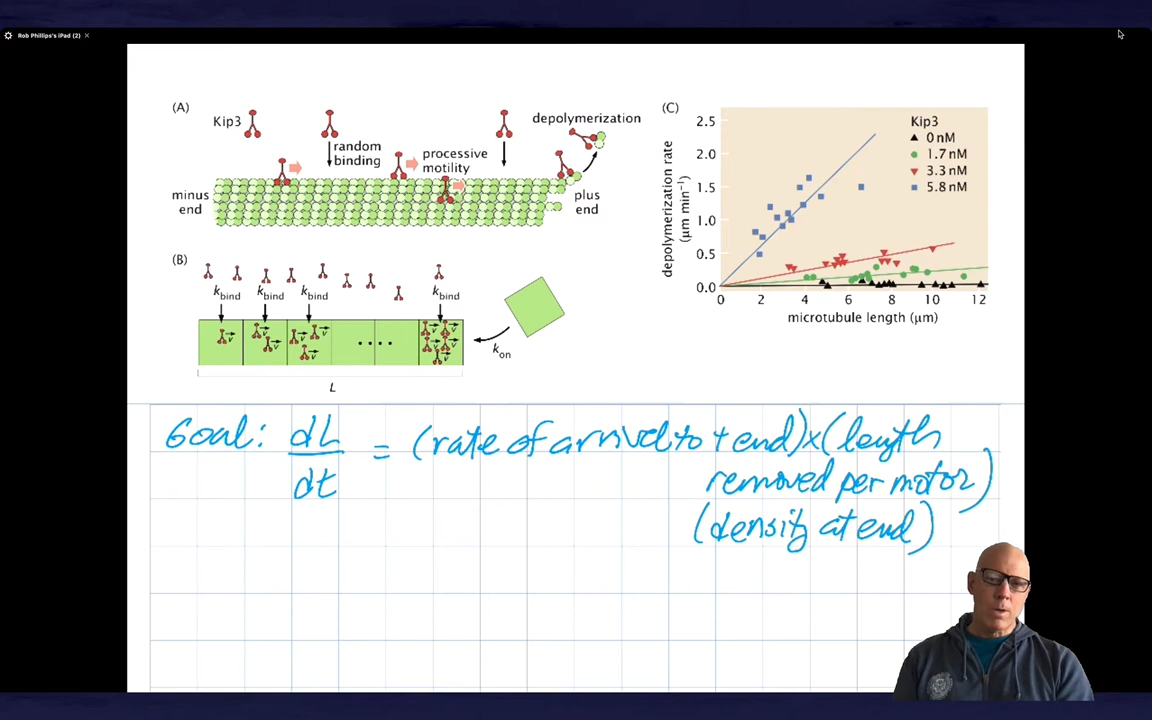 Rob Phillips's iPad (2) ×
(A)
Kip3
random
binding
processive
motility
depolymerization
minus
end
plus
end
(B)
k_bind k_bind k_bind k_bind
v v v v v v v v v v
....
k_on
L
(C)
depolymerization rate
(μm min⁻¹)
2.5
2.0
1.5
1.0
0.5
0.0
0 2 4 6 8 10 12
microtubule length (μm)
Kip3
0 nM
1.7 nM
3.3 nM
5.8 nM
Goal: dL/dt = (rate of arrival to + end) × (length
removed per motor)
(density at end)